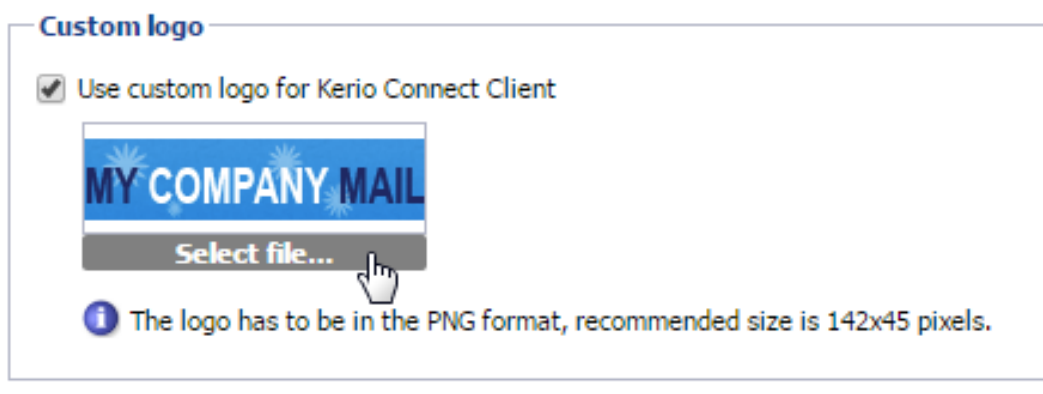 Custom logo
Use custom logo for Kerio Connect Client
MY COMPANY MAIL
Select file...
The logo has to be in the PNG format, recommended size is 142x45 pixels.